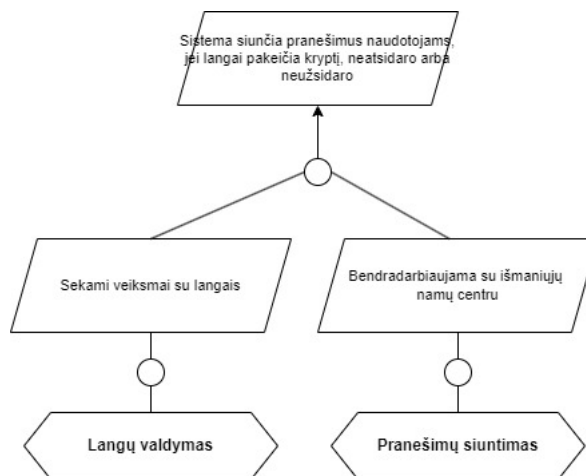 Sistema siunčia pranešimus naudotojams,
jei langai pakeičia kryptį, neatsidaro arba
neužsidaro
Sekami veiksmai su langais
Bendradarbiaujama su išmaniųjų
namų centru
Langų valdymas
Pranešimų siuntimas